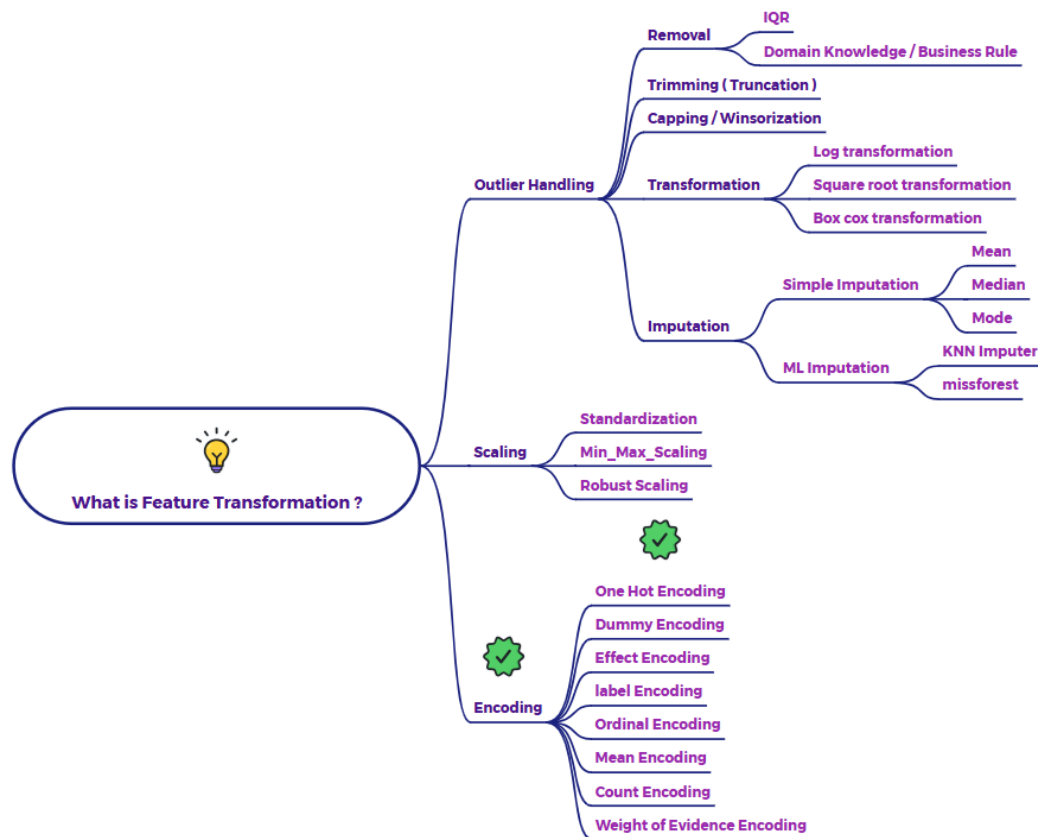 What is Feature Transformation ?
Outlier Handling
Removal
IQR
Domain Knowledge / Business Rule
Trimming ( Truncation )
Capping / Winsorization
Transformation
Log transformation
Square root transformation
Box cox transformation
Imputation
Simple Imputation
Mean
Median
Mode
ML Imputation
KNN Imputer
missforest
Scaling
Standardization
Min_Max_Scaling
Robust Scaling
Encoding
One Hot Encoding
Dummy Encoding
Effect Encoding
label Encoding
Ordinal Encoding
Mean Encoding
Count Encoding
Weight of Evidence Encoding